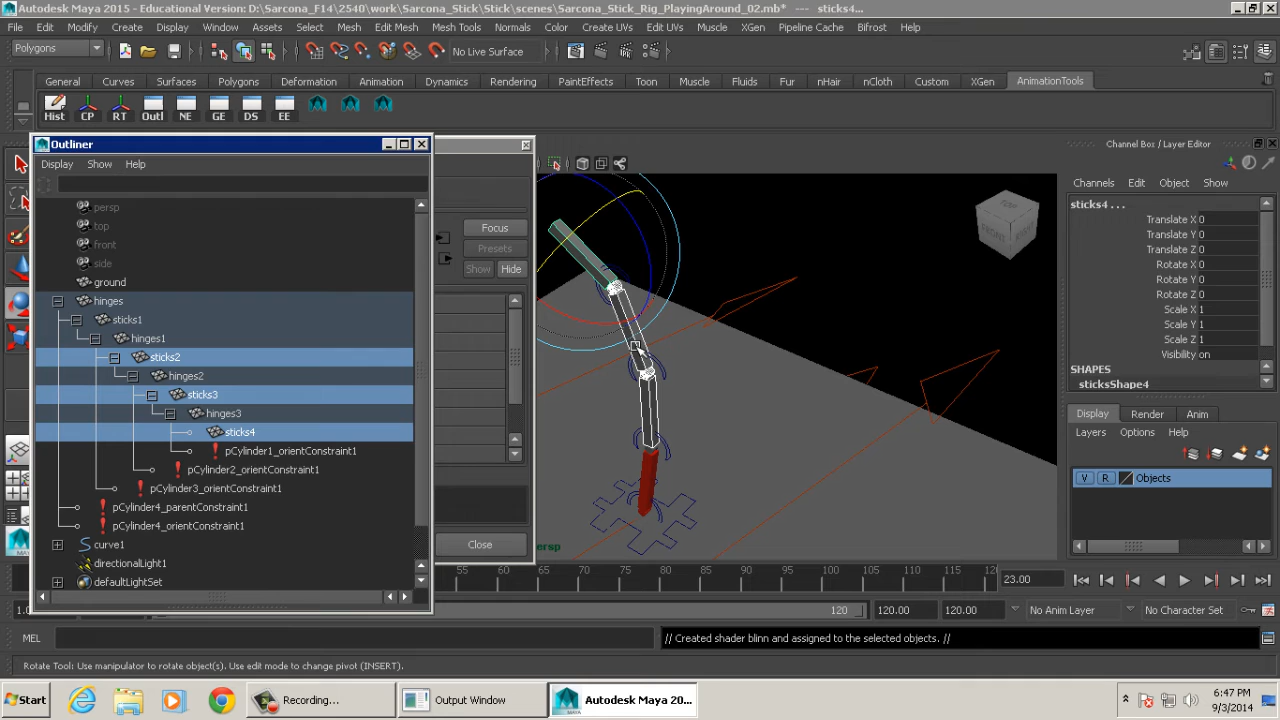 Autodesk Maya 2015 - Educational Version: D:\Sarcona_F14\2540\work\Sarcona_Stick\Stick\scenes\Sarcona_Stick_Rig_PlayingAround_02.mb* --- sticks4...
File Edit Modify Create Display Window Assets Select Mesh Edit Mesh Mesh Tools Normals Color Create UVs Edit UVs Muscle XGen Pipeline Cache Bifrost Help
Polygons No Live Surface
General Curves Surfaces Polygons Deformation Animation Dynamics Rendering PaintEffects Toon Muscle Fluids Fur nHair nCloth Custom XGen AnimationTools
Hist CP RT Outl NE GE DS EE
Outliner
Display Show Help
persp
top
front
side
ground
hinges
sticks1
hinges1
sticks2
hinges2
sticks3
hinges3
sticks4
pCylinder1_orientConstraint1
pCylinder2_orientConstraint1
pCylinder3_orientConstraint1
pCylinder4_parentConstraint1
pCylinder4_orientConstraint1
curve1
directionalLight1
defaultLightSet
Focus
Presets
Show Hide
Close
TOP
FRONT RIGHT
persp
Channel Box / Layer Editor
Channels Edit Object Show
sticks4 . . .
Translate X 0
Translate Y 0
Translate Z 0
Rotate X 0
Rotate Y 0
Rotate Z 0
Scale X 1
Scale Y 1
Scale Z 1
Visibility on
SHAPES
sticksShape4
Display Render Anim
Layers Options Help
V R Objects
55 60 65 70 75 80 85 90 95 100 105 110 115 120
23.00
120 120.00 120.00 No Anim Layer No Character Set
MEL // Created shader blinn and assigned to the selected objects. //
Rotate Tool: Use manipulator to rotate object(s). Use edit mode to change pivot (INSERT).
Start Recording... Output Window Autodesk Maya 20...
6:47 PM
9/3/2014